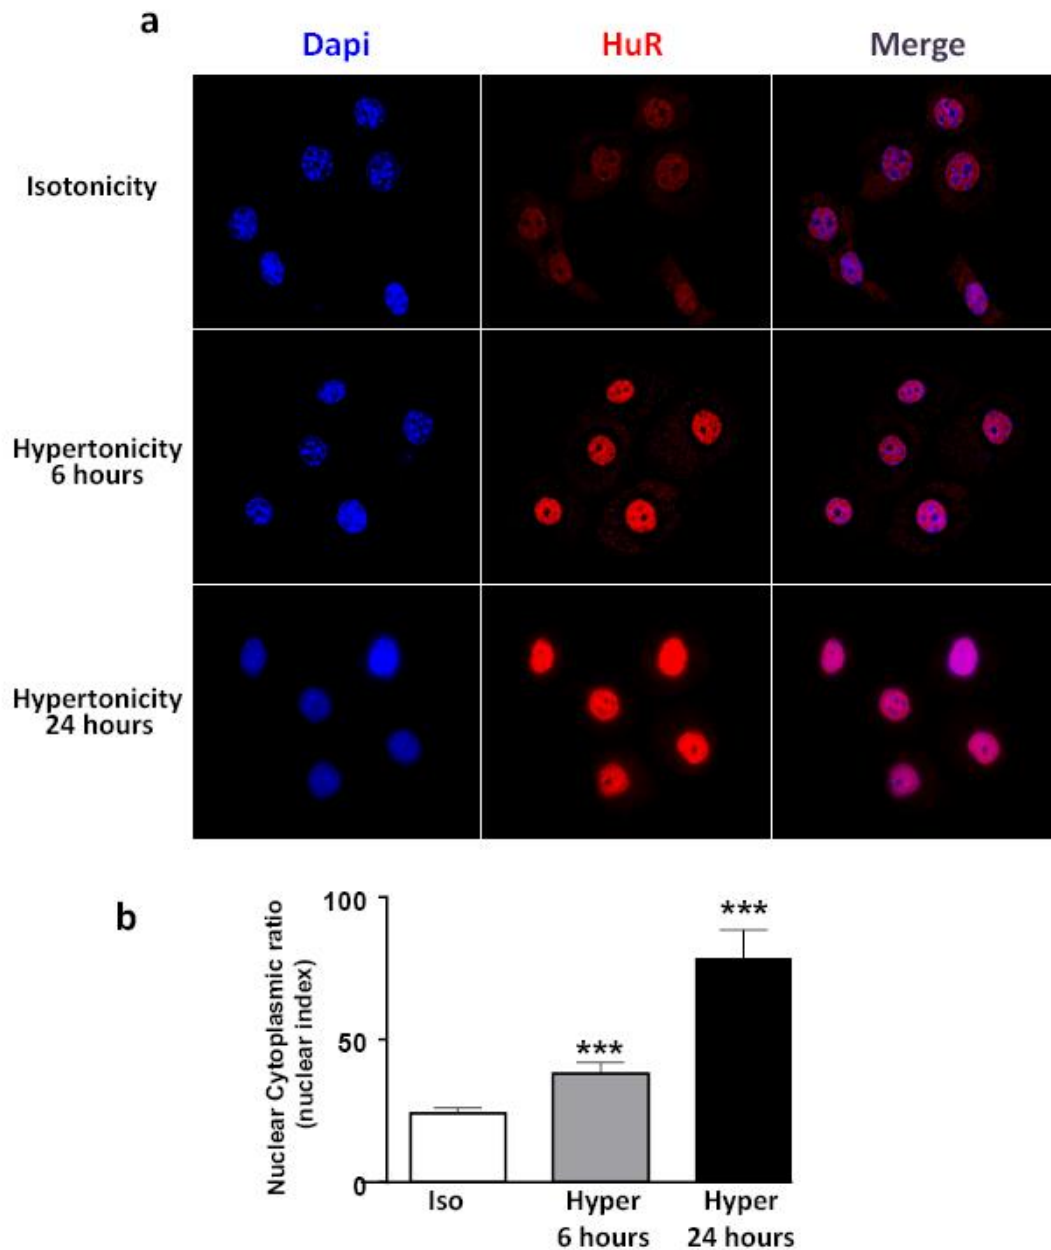 a
Dapi HuR Merge
Isotonicity
Hypertonicity
6 hours
Hypertonicity
24 hours
b
Nuclear Cytoplasmic ratio
(nuclear index)
100
50
0
***
***
Iso Hyper Hyper
6 hours 24 hours